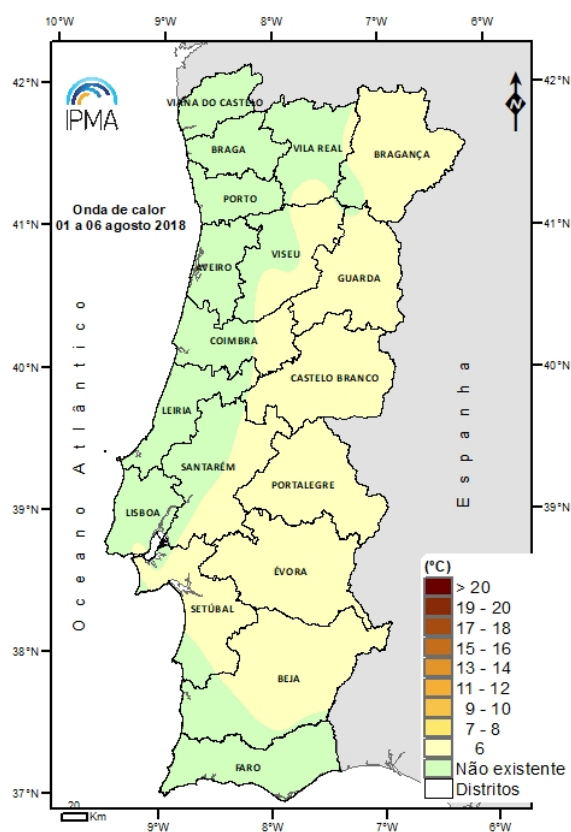 10°W 9°W 8°W 7°W 6°W
42°N 42°N
IPMA
N
VIANA DO CASTELO
BRAGA
VILA REAL
BRAGANÇA
PORTO
41°N 41°N
Onda de calor
01 a 06 agosto 2018
VISEU
AVEIRO
GUARDA
COIMBRA
40°N 40°N
CASTELO BRANCO
Oceano Atlântico
Espanha
LEIRIA
SANTARÉM
PORTALEGRE
39°N 39°N
LISBOA
ÉVORA
SETÚBAL
BEJA
38°N 38°N
FARO
37°N 37°N
(ºC)
> 20
19 - 20
17 - 18
15 - 16
13 - 14
11 - 12
9 - 10
7 - 8
6
Não existente
Distritos
20
Km
9°W 8°W 7°W 6°W